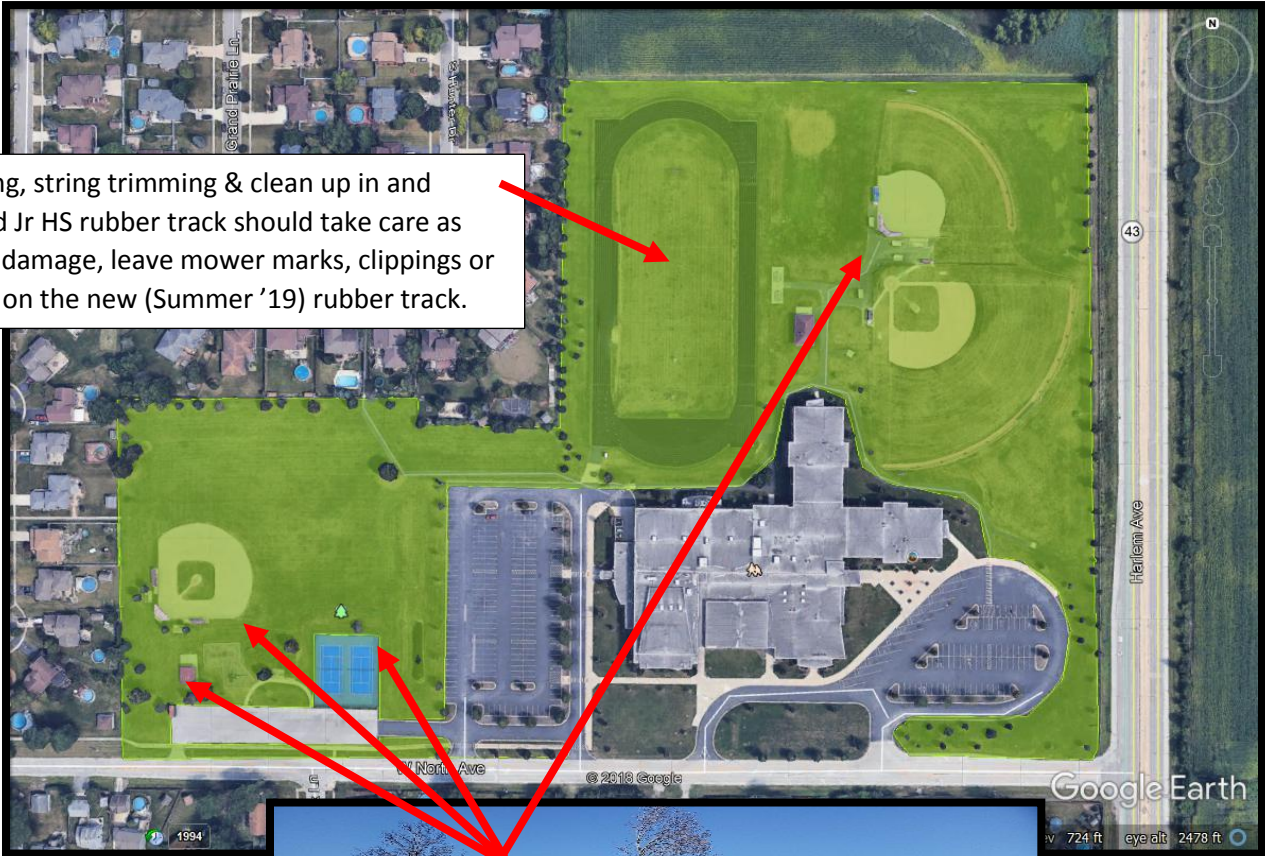 N
Grand Prairie Ln
ng, string trimming & clean up in and
d Jr HS rubber track should take care as
damage, leave mower marks, clippings or
on the new (Summer '19) rubber track.
43
Harlem Ave
W North Ave
Ln
© 2018 Google
Google Earth
1994
v 724 ft eye alt 2478 ft